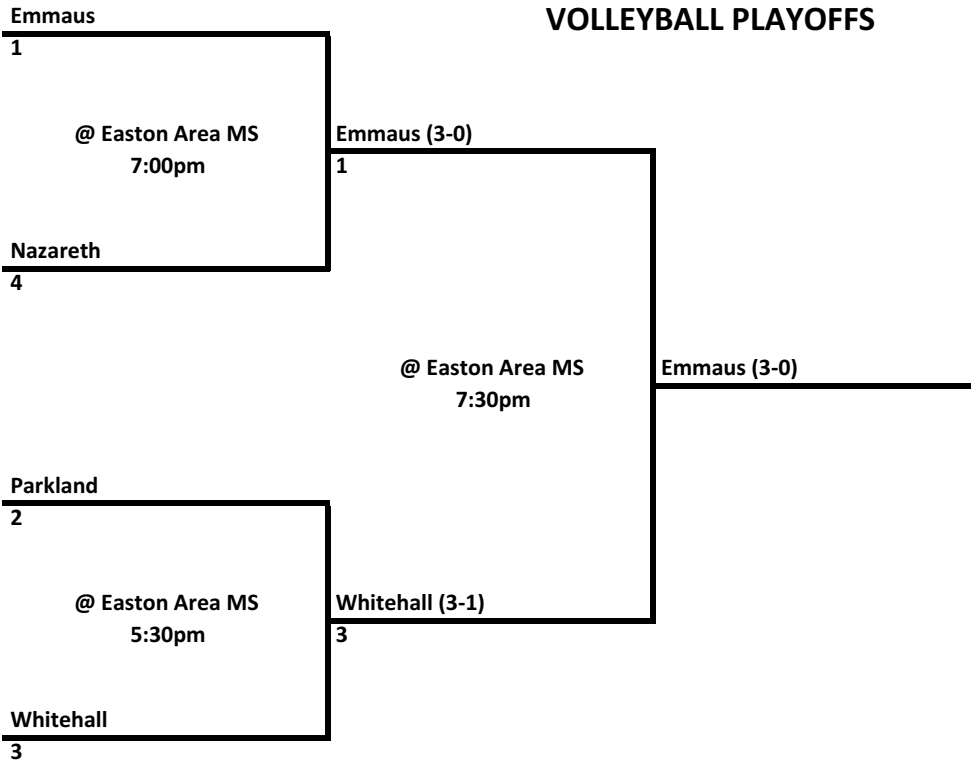 Emmaus
VOLLEYBALL PLAYOFFS
1
@ Easton Area MS
7:00pm
Emmaus (3-0)
1
Nazareth
4
@ Easton Area MS
7:30pm
Emmaus (3-0)
Parkland
2
@ Easton Area MS
5:30pm
Whitehall (3-1)
3
Whitehall
3